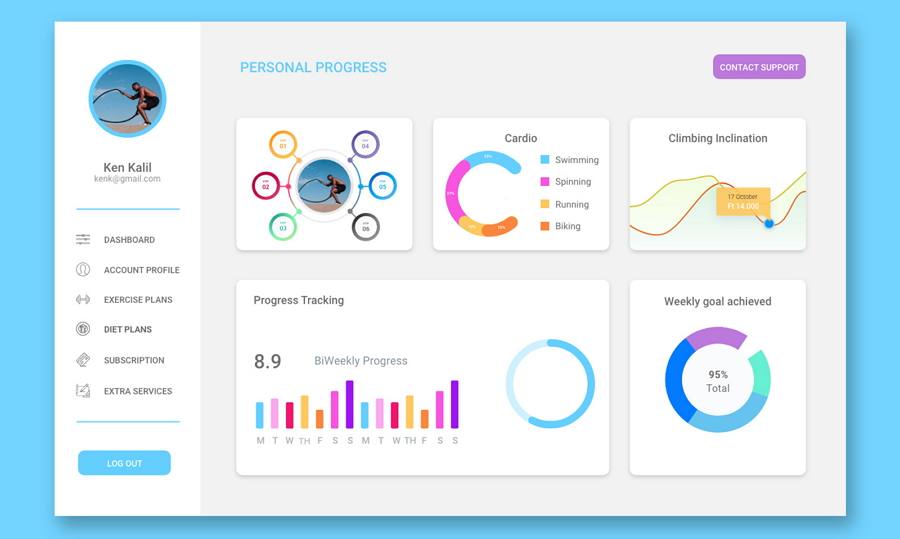 PERSONAL PROGRESS
CONTACT SUPPORT
Ken Kalil
kenk@gmail.com
DASHBOARD
ACCOUNT PROFILE
EXERCISE PLANS
DIET PLANS
SUBSCRIPTION
EXTRA SERVICES
LOG OUT
01
02
03
04
05
06
Cardio
Swimming
Spinning
Running
Biking
Climbing Inclination
17 October
Ft 14.000
Progress Tracking
8.9
BiWeekly Progress
M T W TH F S S M T W TH F S S
Weekly goal achieved
95%
Total